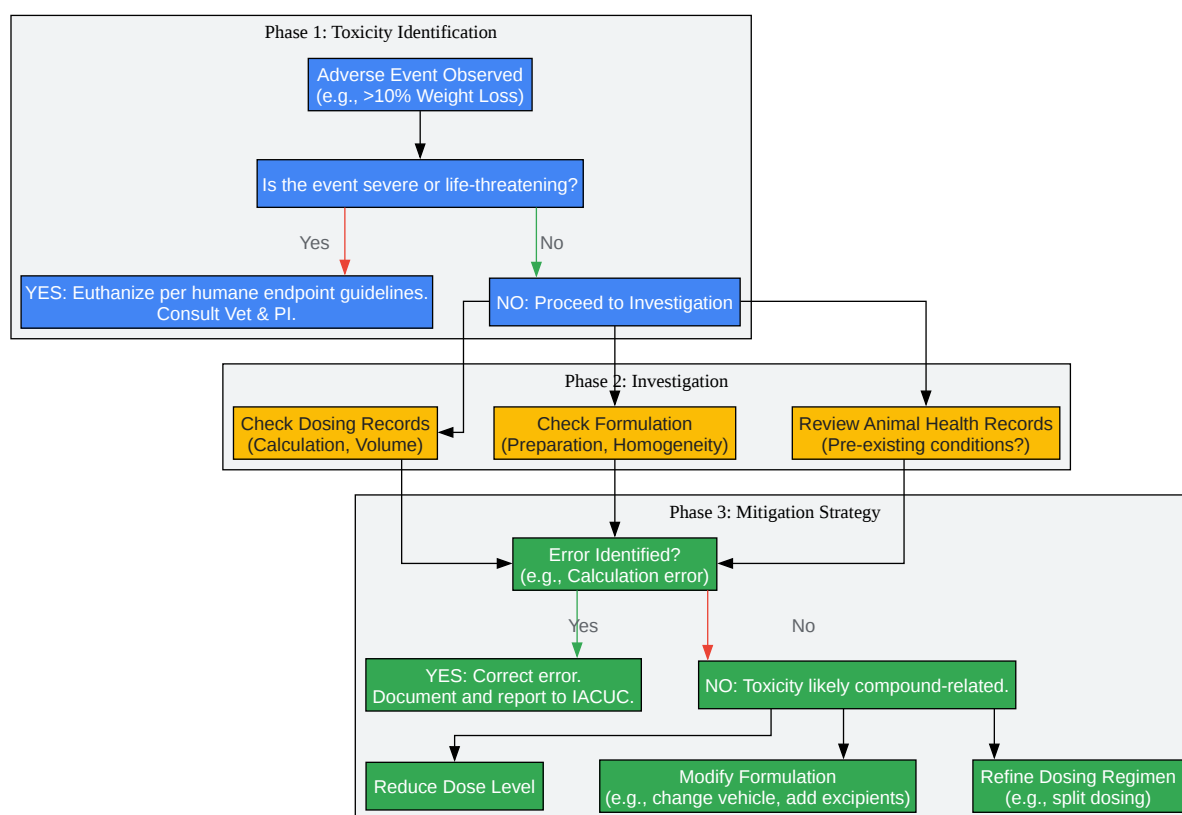 Phase 1: Toxicity Identification
Adverse Event Observed
(e.g., >10% Weight Loss)
Is the event severe or life-threatening?
Yes
No
YES: Euthanize per humane endpoint guidelines.
Consult Vet & PI.
NO: Proceed to Investigation
Phase 2: Investigation
Check Dosing Records
(Calculation, Volume)
Check Formulation
(Preparation, Homogeneity)
Review Animal Health Records
(Pre-existing conditions?)
Phase 3: Mitigation Strategy
Error Identified?
(e.g., Calculation error)
Yes
No
YES: Correct error.
Document and report to IACUC.
NO: Toxicity likely compound-related.
Reduce Dose Level
Modify Formulation
(e.g., change vehicle, add excipients)
Refine Dosing Regimen
(e.g., split dosing)